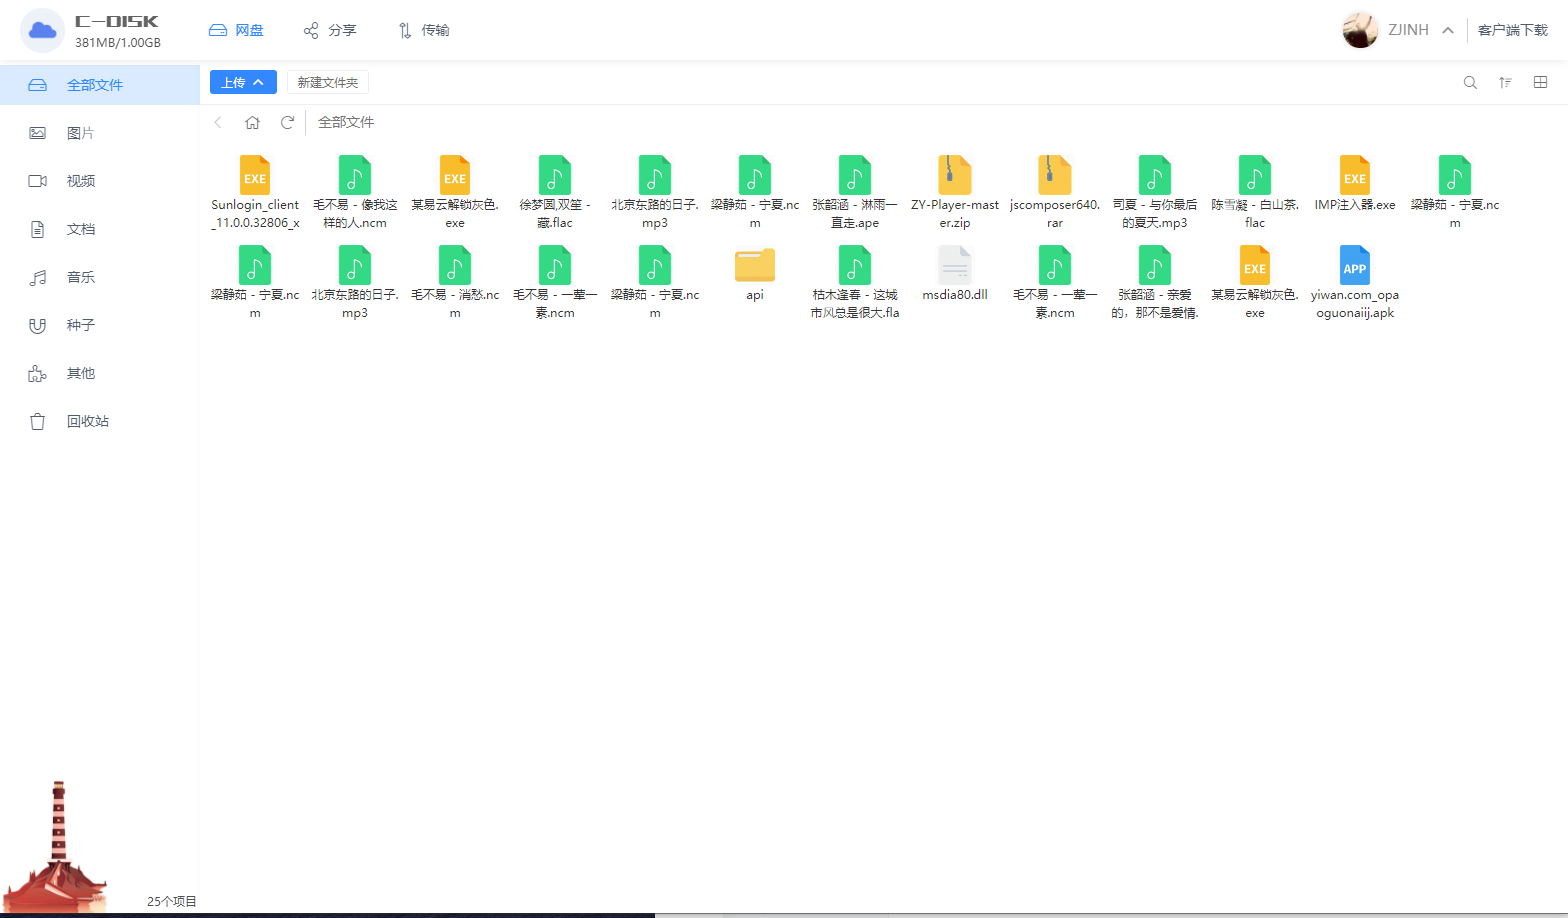 C-DISK
381MB/1.00GB
网盘
分享
传输
ZJINH
客户端下载
全部文件
图片
视频
文档
音乐
种子
其他
回收站
上传
新建文件夹
全部文件
EXE
Sunlogin_client
_11.0.0.32806_x
毛不易 - 像我这
样的人.ncm
EXE
某易云解锁灰色.
exe
徐梦圆,双笙 -
藏.flac
北京东路的日子.
mp3
梁静茹 - 宁夏.nc
m
张韶涵 - 淋雨一
直走.ape
ZY-Player-mast
er.zip
jscomposer640.
rar
司夏 - 与你最后
的夏天.mp3
陈雪凝 - 白山茶.
flac
EXE
IMP注入器.exe
梁静茹 - 宁夏.nc
m
梁静茹 - 宁夏.nc
m
北京东路的日子.
mp3
毛不易 - 消愁.nc
m
毛不易 - 一荤一
素.ncm
梁静茹 - 宁夏.nc
m
api
枯木逢春 - 这城
市风总是很大.fla
msdia80.dll
毛不易 - 一荤一
素.ncm
张韶涵 - 亲爱
的，那不是爱情.
EXE
某易云解锁灰色.
exe
APP
yiwan.com_opa
oguonaiij.apk
25个项目